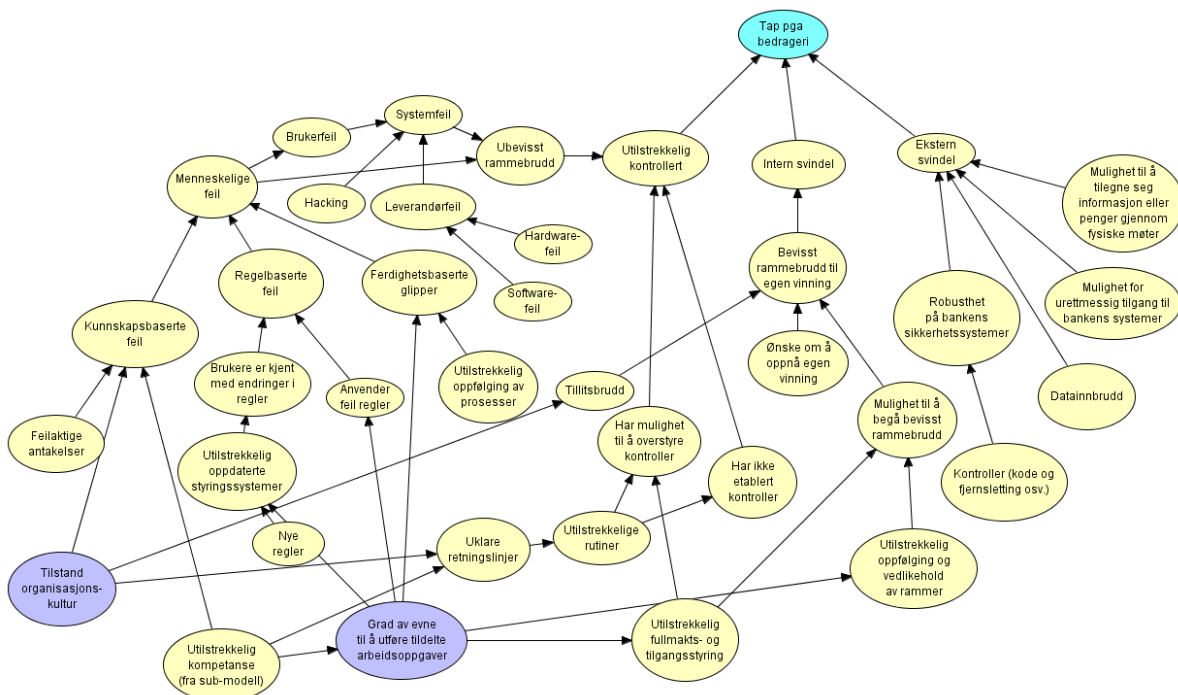 Tap pga
bedrageri
Systemfeil
Brukerfeil
Ubevisst
rammebrudd
Utilstrekkelig
kontrollert
Intern svindel
Ekstern
svindel
Mulighet til å
tilegne seg
informasjon eller
penger gjennom
fysiske møter
Menneskelige
feil
Hacking
Leverandørfeil
Hardware-
feil
Software-
feil
Regelbaserte
feil
Ferdighetsbaserte
glipper
Bevisst
rammebrudd til
egen vinning
Robusthet
på bankens
sikkerhetssystemer
Mulighet for
urettmessig tilgang til
bankens systemer
Kunnskapsbaserte
feil
Brukere er kjent
med endringer i
regler
Anvender
feil regler
Utilstrekkelig
oppfølging av
prosesser
Tillitsbrudd
Ønske om å
oppnå egen
vinning
Mulighet til å
begå bevisst
rammebrudd
Datainnbrudd
Feilaktige
antakelser
Utilstrekkelig
oppdaterte
styringssystemer
Har mulighet
til å overstyre
kontroller
Har ikke
etablert
kontroller
Kontroller (kode og
fjernsletting osv.)
Nye
regler
Uklare
retningslinjer
Utilstrekkelige
rutiner
Utilstrekkelig
oppfølging og
vedlikehold
av rammer
Tilstand
organisasjons-
kultur
Utilstrekkelig
kompetanse
(fra sub-modell)
Grad av evne
til å utføre tildelte
arbeidsoppgaver
Utilstrekkelig
fullmakts- og
tilgangsstyring